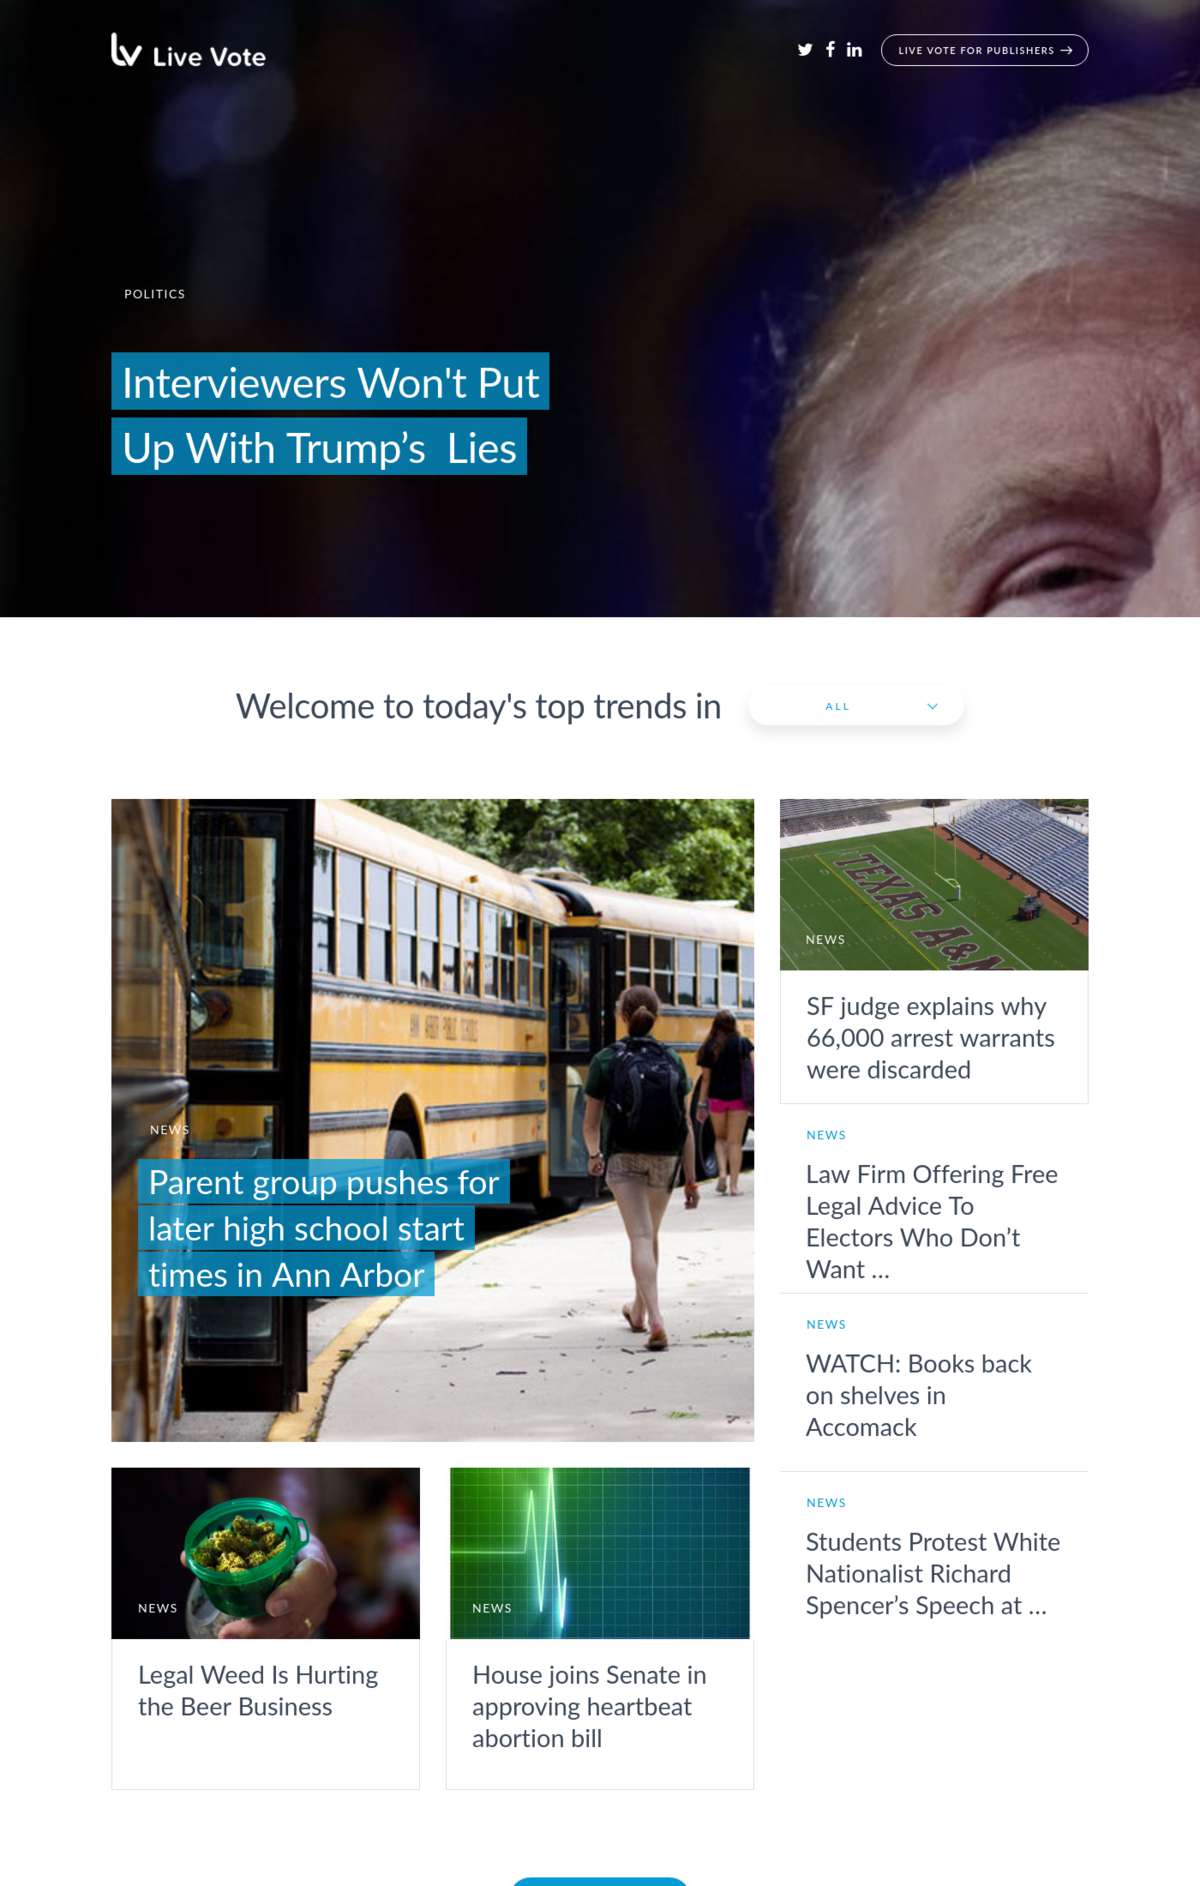 Live Vote
LIVE VOTE FOR PUBLISHERS
POLITICS
Interviewers Won't Put
Up With Trump’s Lies
Welcome to today's top trends in
ALL
NEWS
Parent group pushes for
later high school start
times in Ann Arbor
TEXAS A&M
NEWS
SF judge explains why
66,000 arrest warrants
were discarded
NEWS
Law Firm Offering Free
Legal Advice To
Electors Who Don’t
Want ...
NEWS
WATCH: Books back
on shelves in
Accomack
NEWS
Students Protest White
Nationalist Richard
Spencer’s Speech at ...
NEWS
Legal Weed Is Hurting
the Beer Business
NEWS
House joins Senate in
approving heartbeat
abortion bill